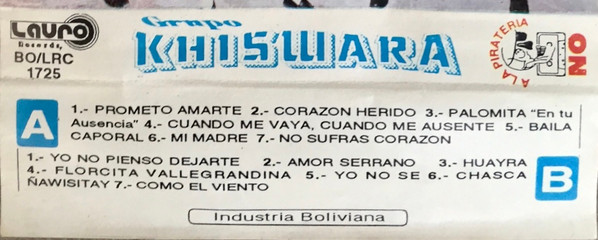 Lauro
Records,
BO/LRC
1725
Grupo
KHIS'WARA
NO
A LA PIRATERIA
A
1.- PROMETO AMARTE 2.- CORAZON HERIDO 3.- PALOMITA "En tu
Ausencia" 4.- CUANDO ME VAYA, CUANDO ME AUSENTE 5.- BAILA
CAPORAL 6.- MI MADRE 7.- NO SUFRAS CORAZON
1.- YO NO PIENSO DEJARTE 2.- AMOR SERRANO 3.- HUAYRA
4.- FLORCITA VALLEGRANDINA 5.- YO NO SE 6.- CHASCA
ÑAWISITAY 7.- COMO EL VIENTO
B
Industria Boliviana